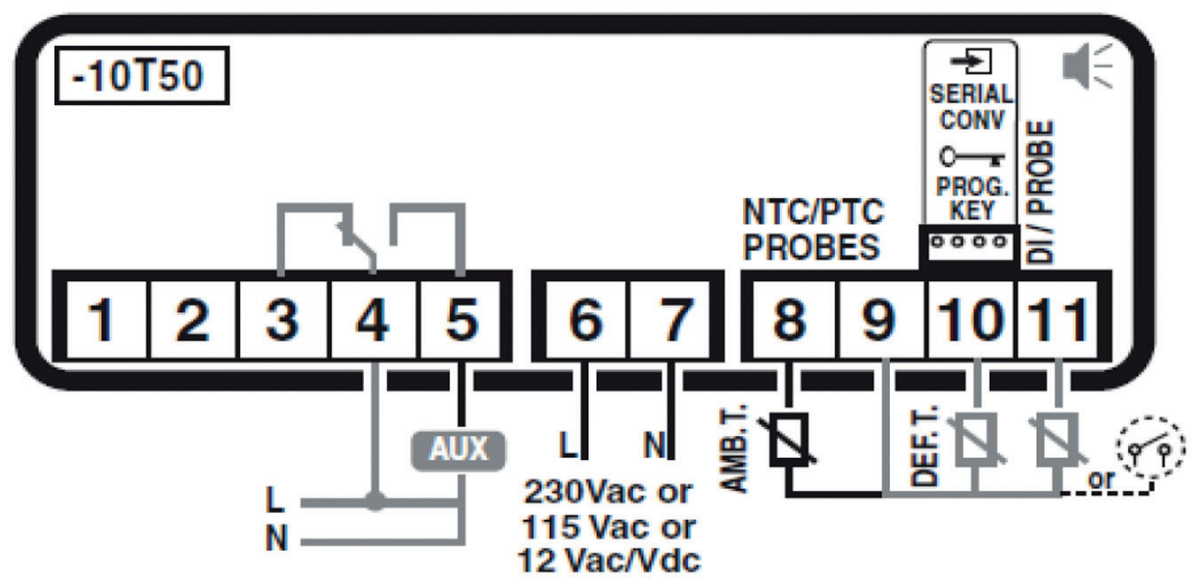 -10T50
SERIAL
CONV
PROG.
KEY
DI / PROBE
NTC/PTC
PROBES
1 2 3 4 5 6 7 8 9 10 11
AUX
L N
AMB.T.
DEF.T.
or
L
N
230Vac or
115 Vac or
12 Vac/Vdc